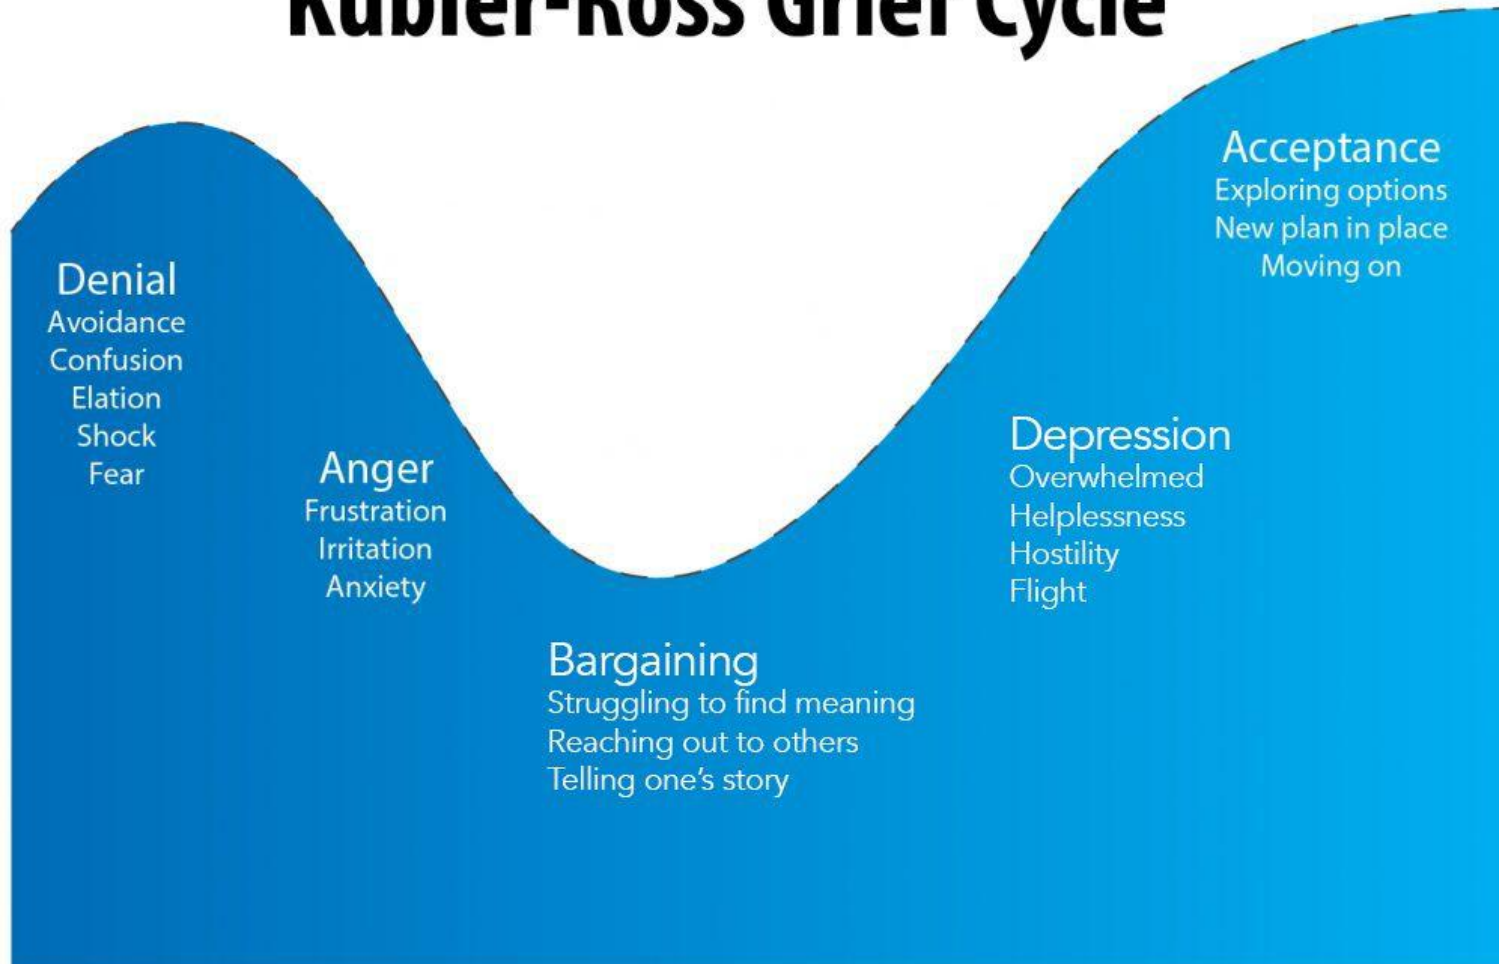 Kubler-Ross Grief Cycle
Denial
Avoidance
Confusion
Elation
Shock
Fear
Anger
Frustration
Irritation
Anxiety
Bargaining
Struggling to find meaning
Reaching out to others
Telling one's story
Depression
Overwhelmed
Helplessness
Hostility
Flight
Acceptance
Exploring options
New plan in place
Moving on